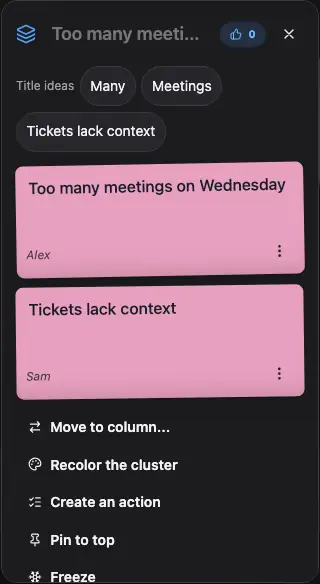 Too many meeti... 0
Title ideas Many Meetings
Tickets lack context
Too many meetings on Wednesday
Alex
Tickets lack context
Sam
Move to column...
Recolor the cluster
Create an action
Pin to top
Freeze